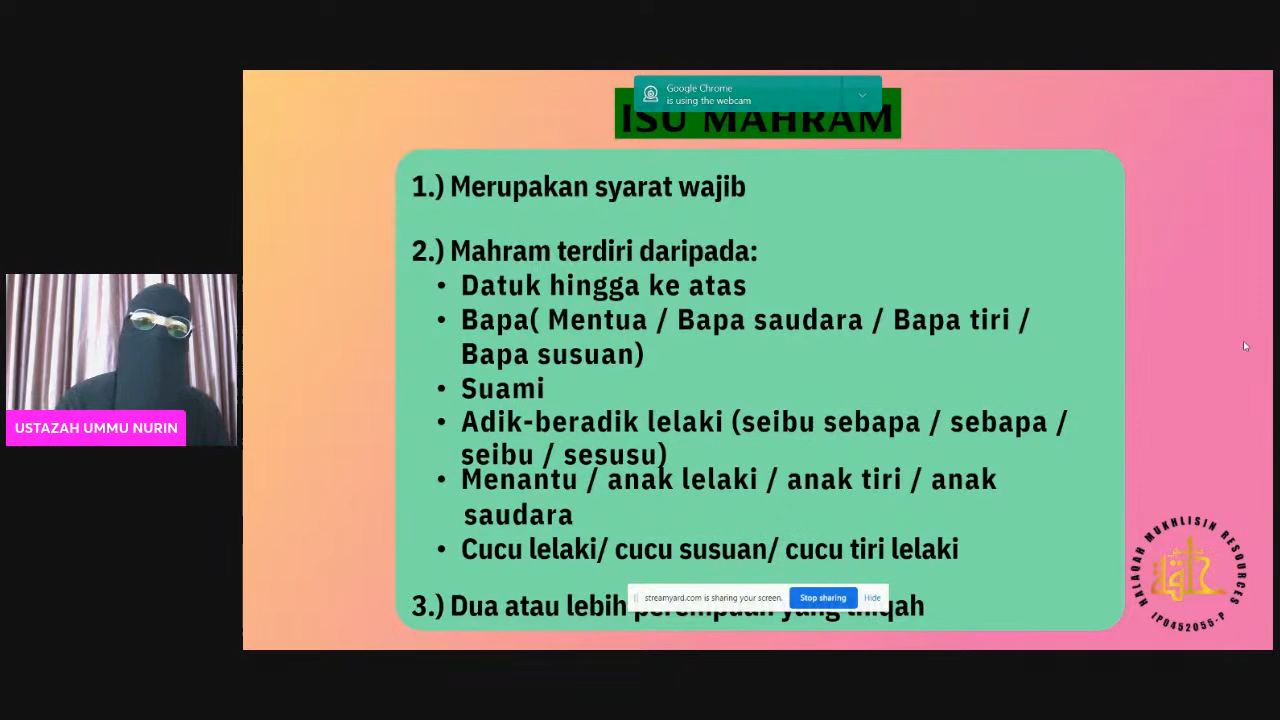 Google Chrome
is using the webcam
ISU MAHRAM
1.) Merupakan syarat wajib
2.) Mahram terdiri daripada:
• Datuk hingga ke atas
• Bapa( Mentua / Bapa saudara / Bapa tiri /
Bapa susuan)
• Suami
• Adik-beradik lelaki (seibu sebapa / sebapa /
seibu / sesusu)
• Menantu / anak lelaki / anak tiri / anak
saudara
• Cucu lelaki/ cucu susuan/ cucu tiri lelaki
3.) Dua atau lebih perempuan yang
streamyard.com is sharing your screen.
Stop sharing
Hide
USTAZAH UMMU NURIN
HALAQAH MUKHLISIN RESOURCES
IP0452055-P